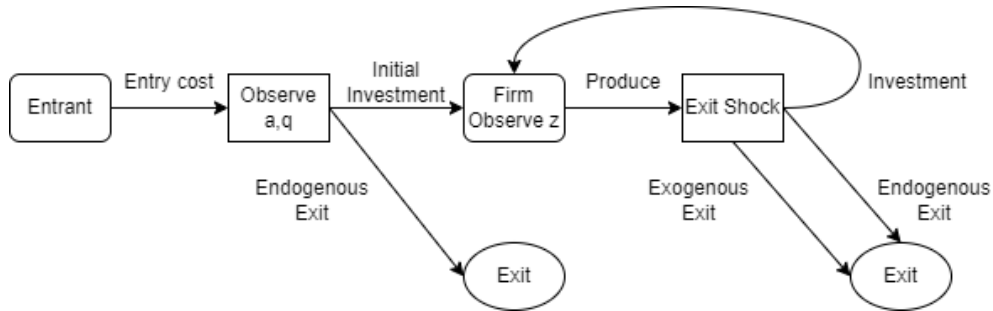 Entrant
Entry cost
Observe
a,q
Initial
Investment
Firm
Observe z
Produce
Exit Shock
Investment
Endogenous
Exit
Exogenous
Exit
Endogenous
Exit
Exit
Exit